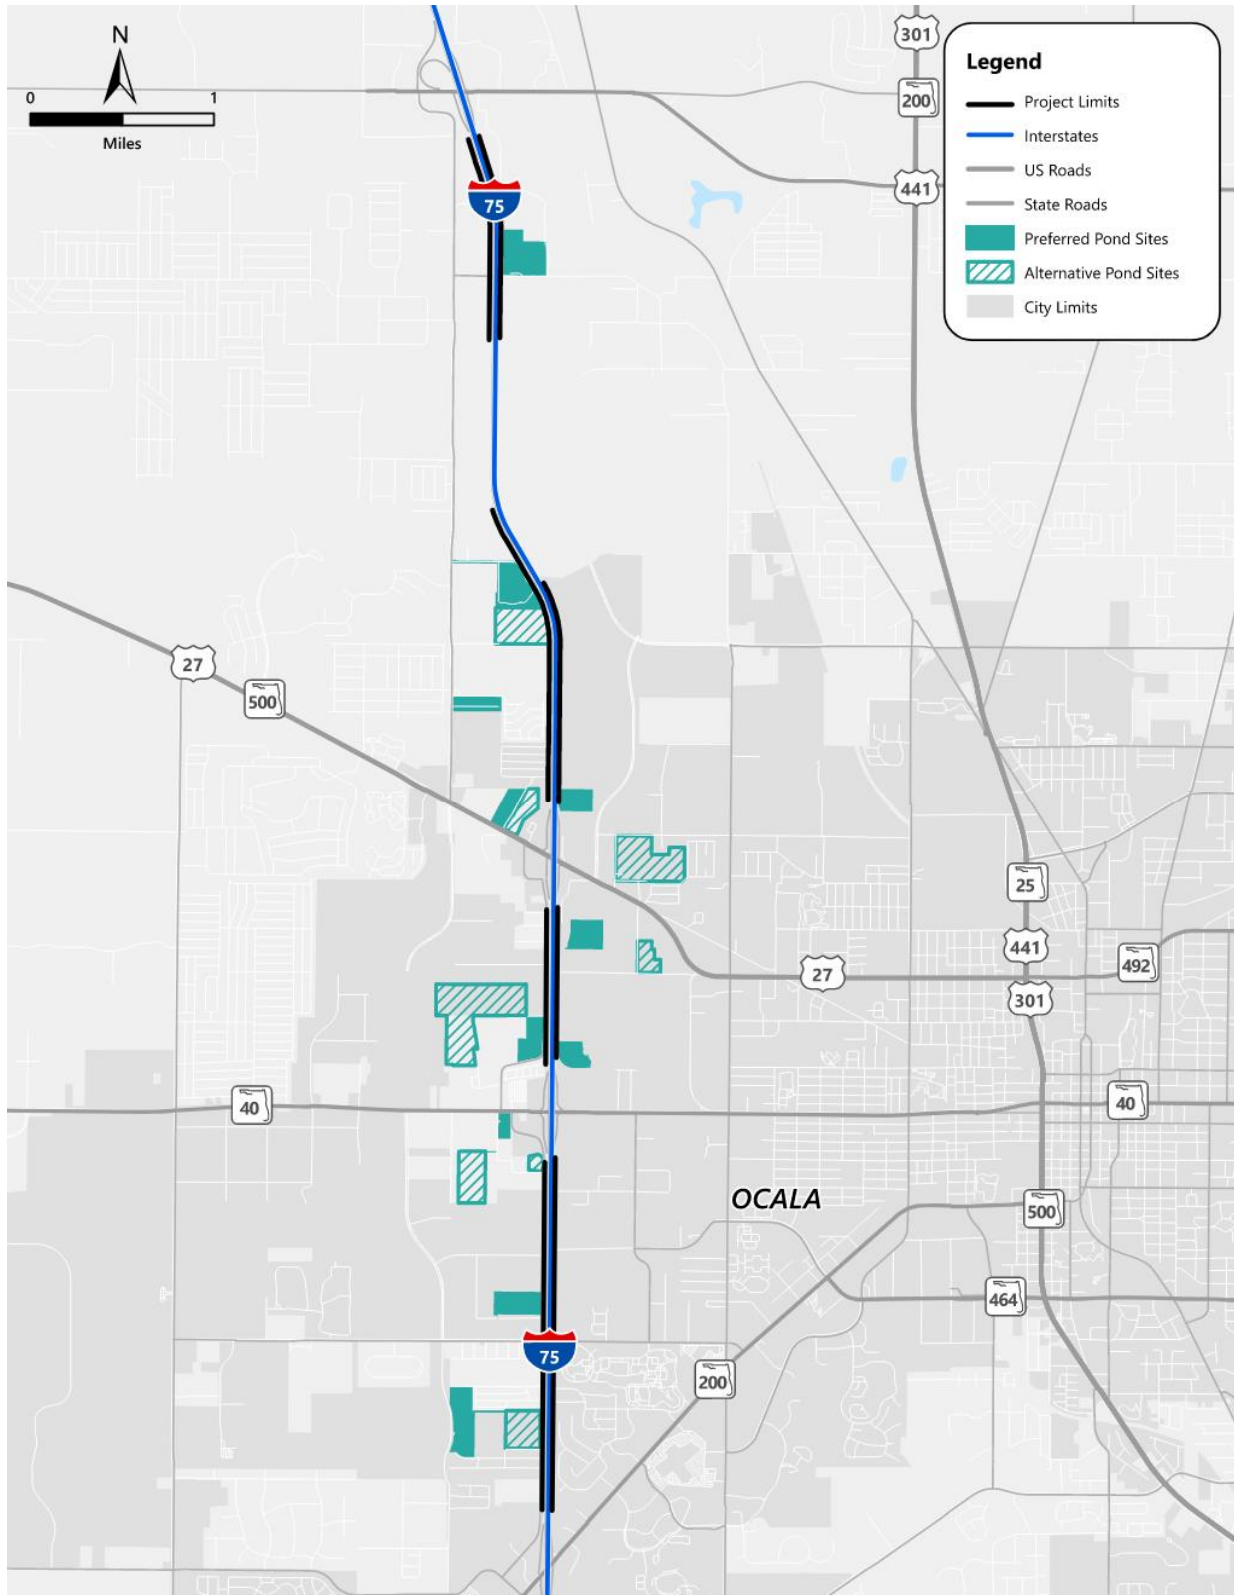 N
0 1
Miles
301
200
441
Legend
Project Limits
Interstates
US Roads
State Roads
Preferred Pond Sites
Alternative Pond Sites
City Limits
75
27
500
25
441
492
27
301
40
40
OCALA
500
464
75
200